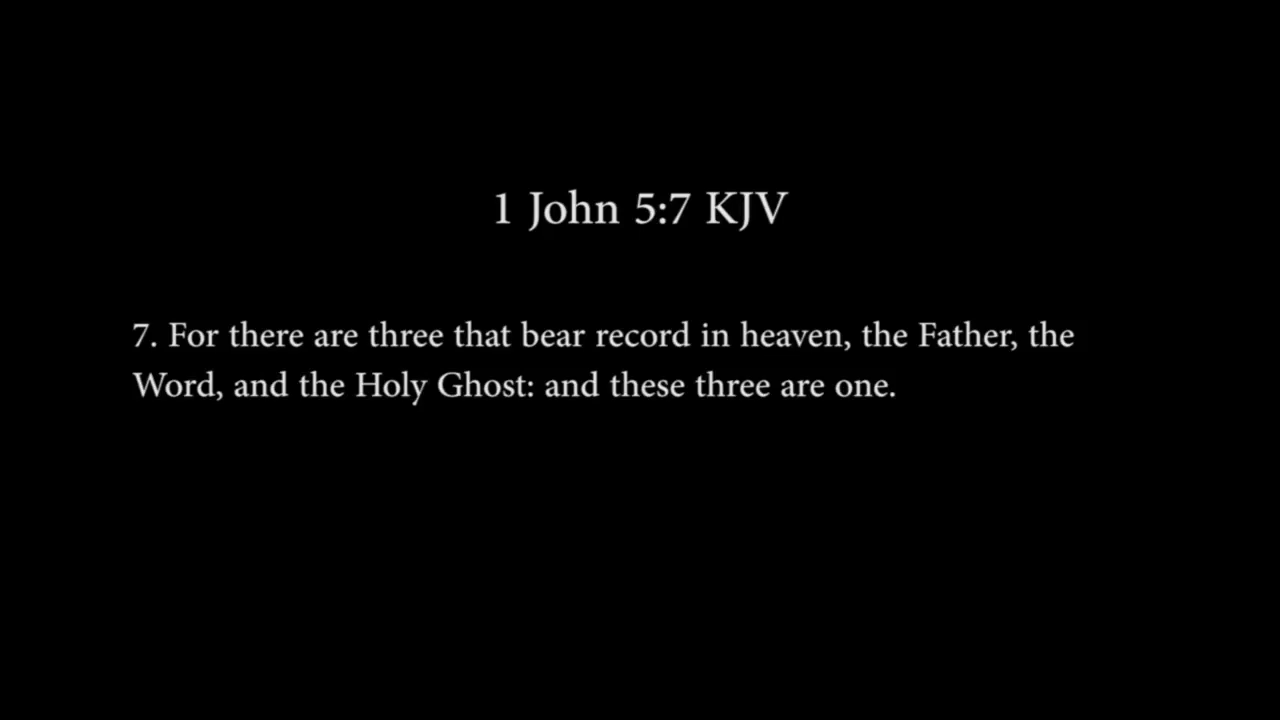 1 John 5:7 KJV
7. For there are three that bear record in heaven, the Father, the
Word, and the Holy Ghost: and these three are one.